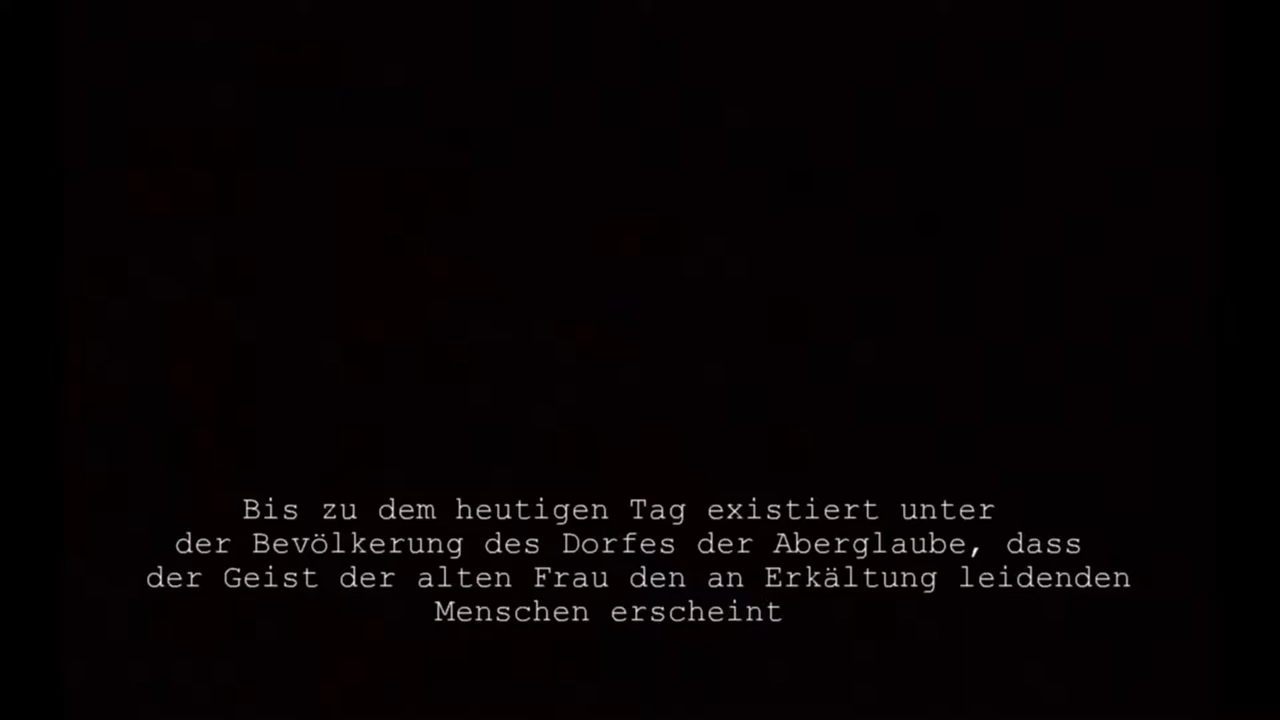 Bis zu dem heutigen Tag existiert unter
der Bevölkerung des Dorfes der Aberglaube, dass
der Geist der alten Frau den an Erkältung leidenden
Menschen erscheint